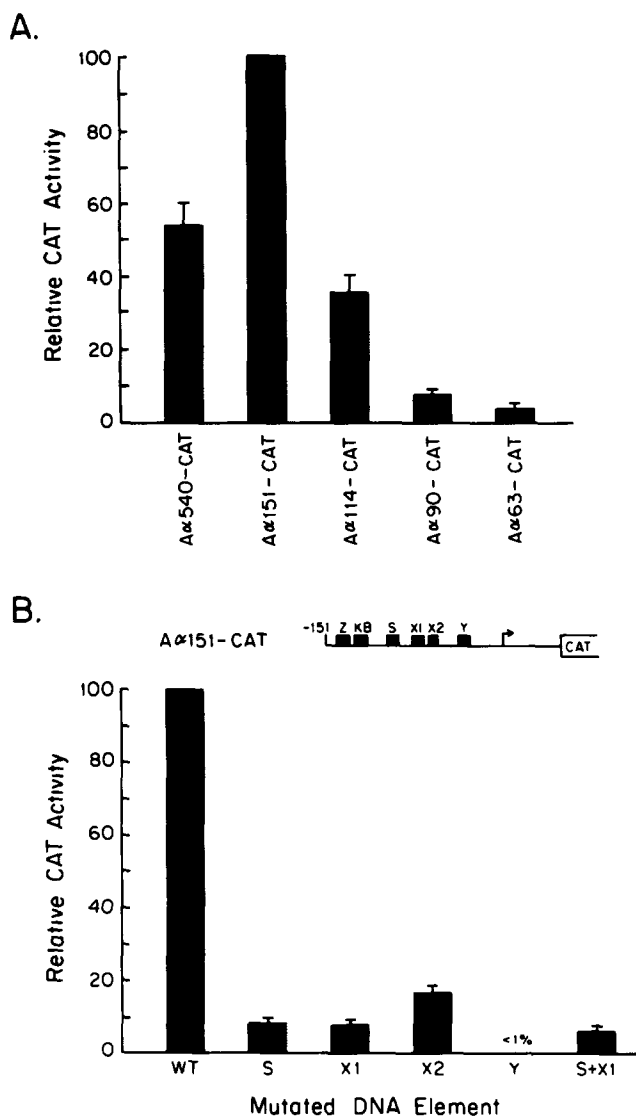 A.
Relative CAT Activity
100
80
60
40
20
0
Aα540-CAT
Aα151-CAT
Aα114-CAT
Aα90-CAT
Aα63-CAT
B.
Aα151-CAT
-151 Z KB S X1 X2 Y
CAT
Relative CAT Activity
100
80
60
40
20
0
<1%
WT S X1 X2 Y S+X1
Mutated DNA Element